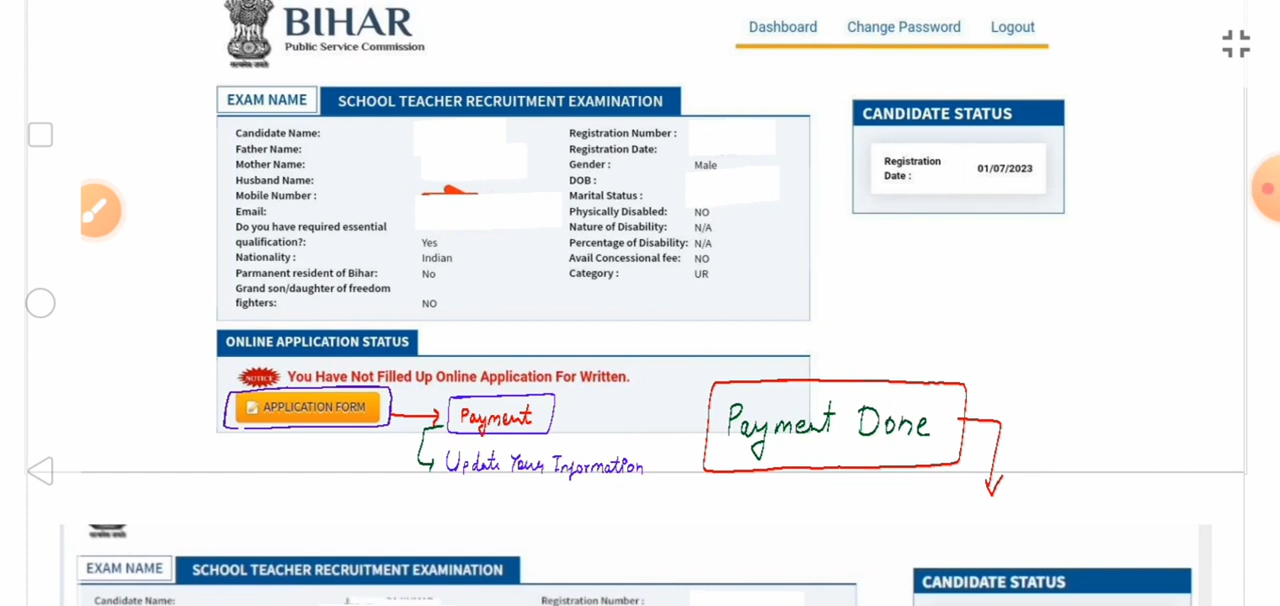 BIHAR
Public Service Commission
Dashboard Change Password Logout
EXAM NAME SCHOOL TEACHER RECRUITMENT EXAMINATION
CANDIDATE STATUS
Candidate Name: Registration Number :
Father Name: Registration Date:
Mother Name: Gender : Male
Husband Name: DOB :
Mobile Number : Marital Status :
Email: Physically Disabled: NO
Do you have required essential Nature of Disability: N/A
qualification?: Yes Percentage of Disability: N/A
Nationality : Indian Avail Concessional fee: NO
Parmanent resident of Bihar: No Category : UR
Grand son/daughter of freedom
fighters: NO
Registration
Date : 01/07/2023
ONLINE APPLICATION STATUS
NOTICE You Have Not Filled Up Online Application For Written.
APPLICATION FORM
Payment
Update Your Information
Payment Done
EXAM NAME SCHOOL TEACHER RECRUITMENT EXAMINATION
CANDIDATE STATUS
Candidate Name: Registration Number :